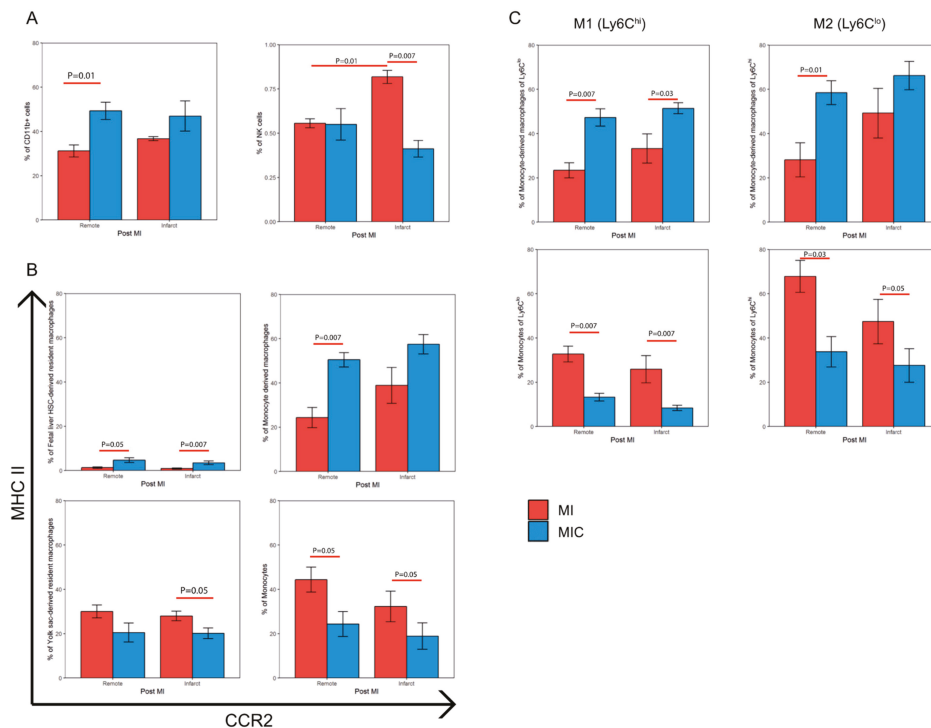 A
80
60
40
20
0
% of CD11b+ cells
P=0.01
Remote
Infarct
Post MI
1.00
0.75
0.50
0.25
0.00
% of NK cells
P=0.01
P=0.007
Remote
Infarct
Post MI
B
MHC II
CCR2
80
60
40
20
0
% of Fetal liver HSC-derived resident macrophages
P=0.05
P=0.007
Remote
Infarct
Post MI
80
60
40
20
0
% of Monocyte derived macrophages
P=0.007
Remote
Infarct
Post MI
80
60
40
20
0
% of Yolk sac-derived resident macrophages
P=0.05
Remote
Infarct
Post MI
80
60
40
20
0
% of Monocytes
P=0.05
P=0.05
Remote
Infarct
Post MI
C
M1 (Ly6Chi)
M2 (Ly6Clo)
80
60
40
20
0
% of Monocyte-derived macrophages of Ly6Clo
P=0.007
P=0.03
Remote
Infarct
Post MI
80
60
40
20
0
% of Monocyte-derived macrophages of Ly6Chi
P=0.01
Remote
Infarct
Post MI
80
60
40
20
0
% of Monocytes of Ly6Clo
P=0.007
P=0.007
Remote
Infarct
Post MI
80
60
40
20
0
% of Monocytes of Ly6Chi
P=0.03
P=0.05
Remote
Infarct
Post MI
MI
MIC